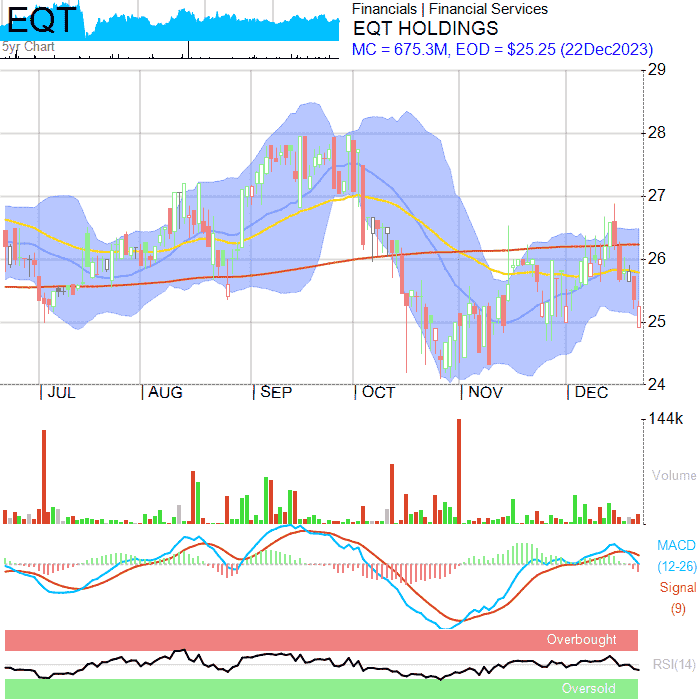 EQT
Financials | Financial Services
EQT HOLDINGS
5yr Chart
MC = 675.3M, EOD = $25.25 (22Dec2023)
29
28
27
26
25
24
JUL AUG SEP OCT NOV DEC
144k
Volume
MACD
(12-26)
Signal
(9)
Overbought
RSI(14)
Oversold